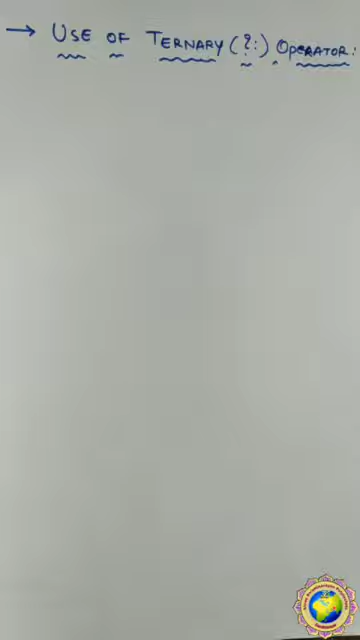 → USE OF TERNARY (?:) OPERATOR: